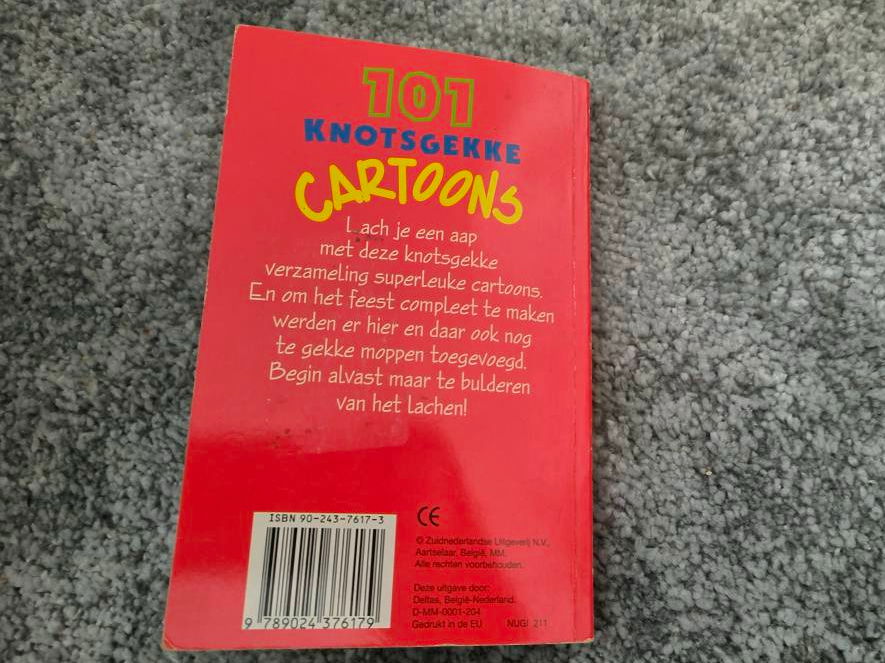 101
KNOTSGEKKE
CARTOONS
Lach je een aap
met deze knotsgekke
verzameling superleuke cartoons.
En om het feest compleet te maken
werden er hier en daar ook nog
te gekke moppen toegevoegd.
Begin alvast maar te bulderen
van het lachen!
ISBN 90-243-7617-3
9 789024 376179
CE
© Zuidnederlandse Uitgeverij N.V.,
Aartselaar, België, MM.
Alle rechten voorbehouden.
Deze uitgave door:
Deltas, België-Nederland.
D-MM-0001-204
Gedrukt in de EU NUGI 211